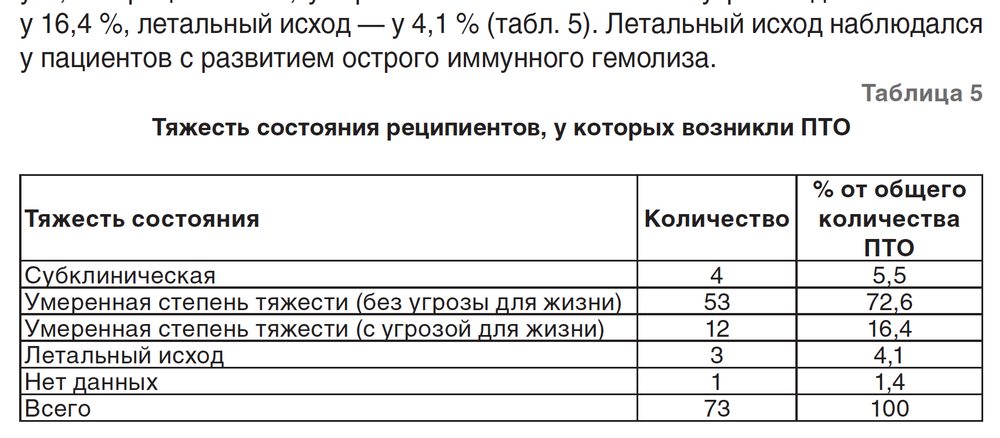 у 16,4 %, летальный исход — у 4,1 % (табл. 5). Летальный исход наблюдался
у пациентов с развитием острого иммунного гемолиза.
Таблица 5
Тяжесть состояния реципиентов, у которых возникли ПТО
Тяжесть состояния Количество % от общего количества ПТО
Субклиническая 4 5,5
Умеренная степень тяжести (без угрозы для жизни) 53 72,6
Умеренная степень тяжести (с угрозой для жизни) 12 16,4
Летальный исход 3 4,1
Нет данных 1 1,4
Всего 73 100